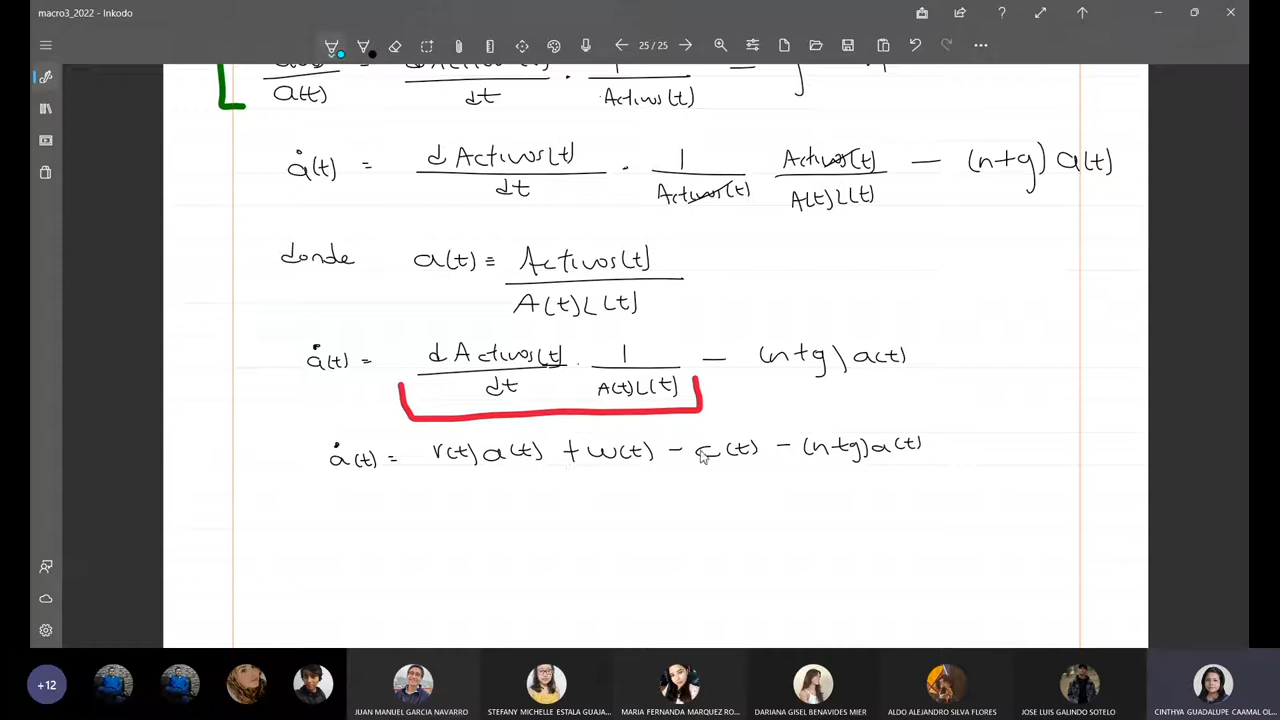 macro3_2022 - Inkodo
25/25
a(t) dt · Activos(t)
ȧ(t) = d Activos(t)/dt · 1/Activos(t) Activos(t)/A(t)L(t) − (n+g) a(t)
donde a(t) ≡ Activos(t)/A(t)L(t)
ȧ(t) = d Activos(t)/dt · 1/A(t)L(t) − (n+g) a(t)
ȧ(t) = r(t) a(t) + w(t) − c(t) − (n+g) a(t)
+12
JUAN MANUEL GARCIA NAVARRO
STEFANY MICHELLE ESTALA GUAJA...
MARIA FERNANDA MARQUEZ RO...
DARIANA GISEL BENAVIDES MIER
ALDO ALEJANDRO SILVA FLORES
JOSE LUIS GALINDO SOTELO
CINTHYA GUADALUPE CAAMAL OL...